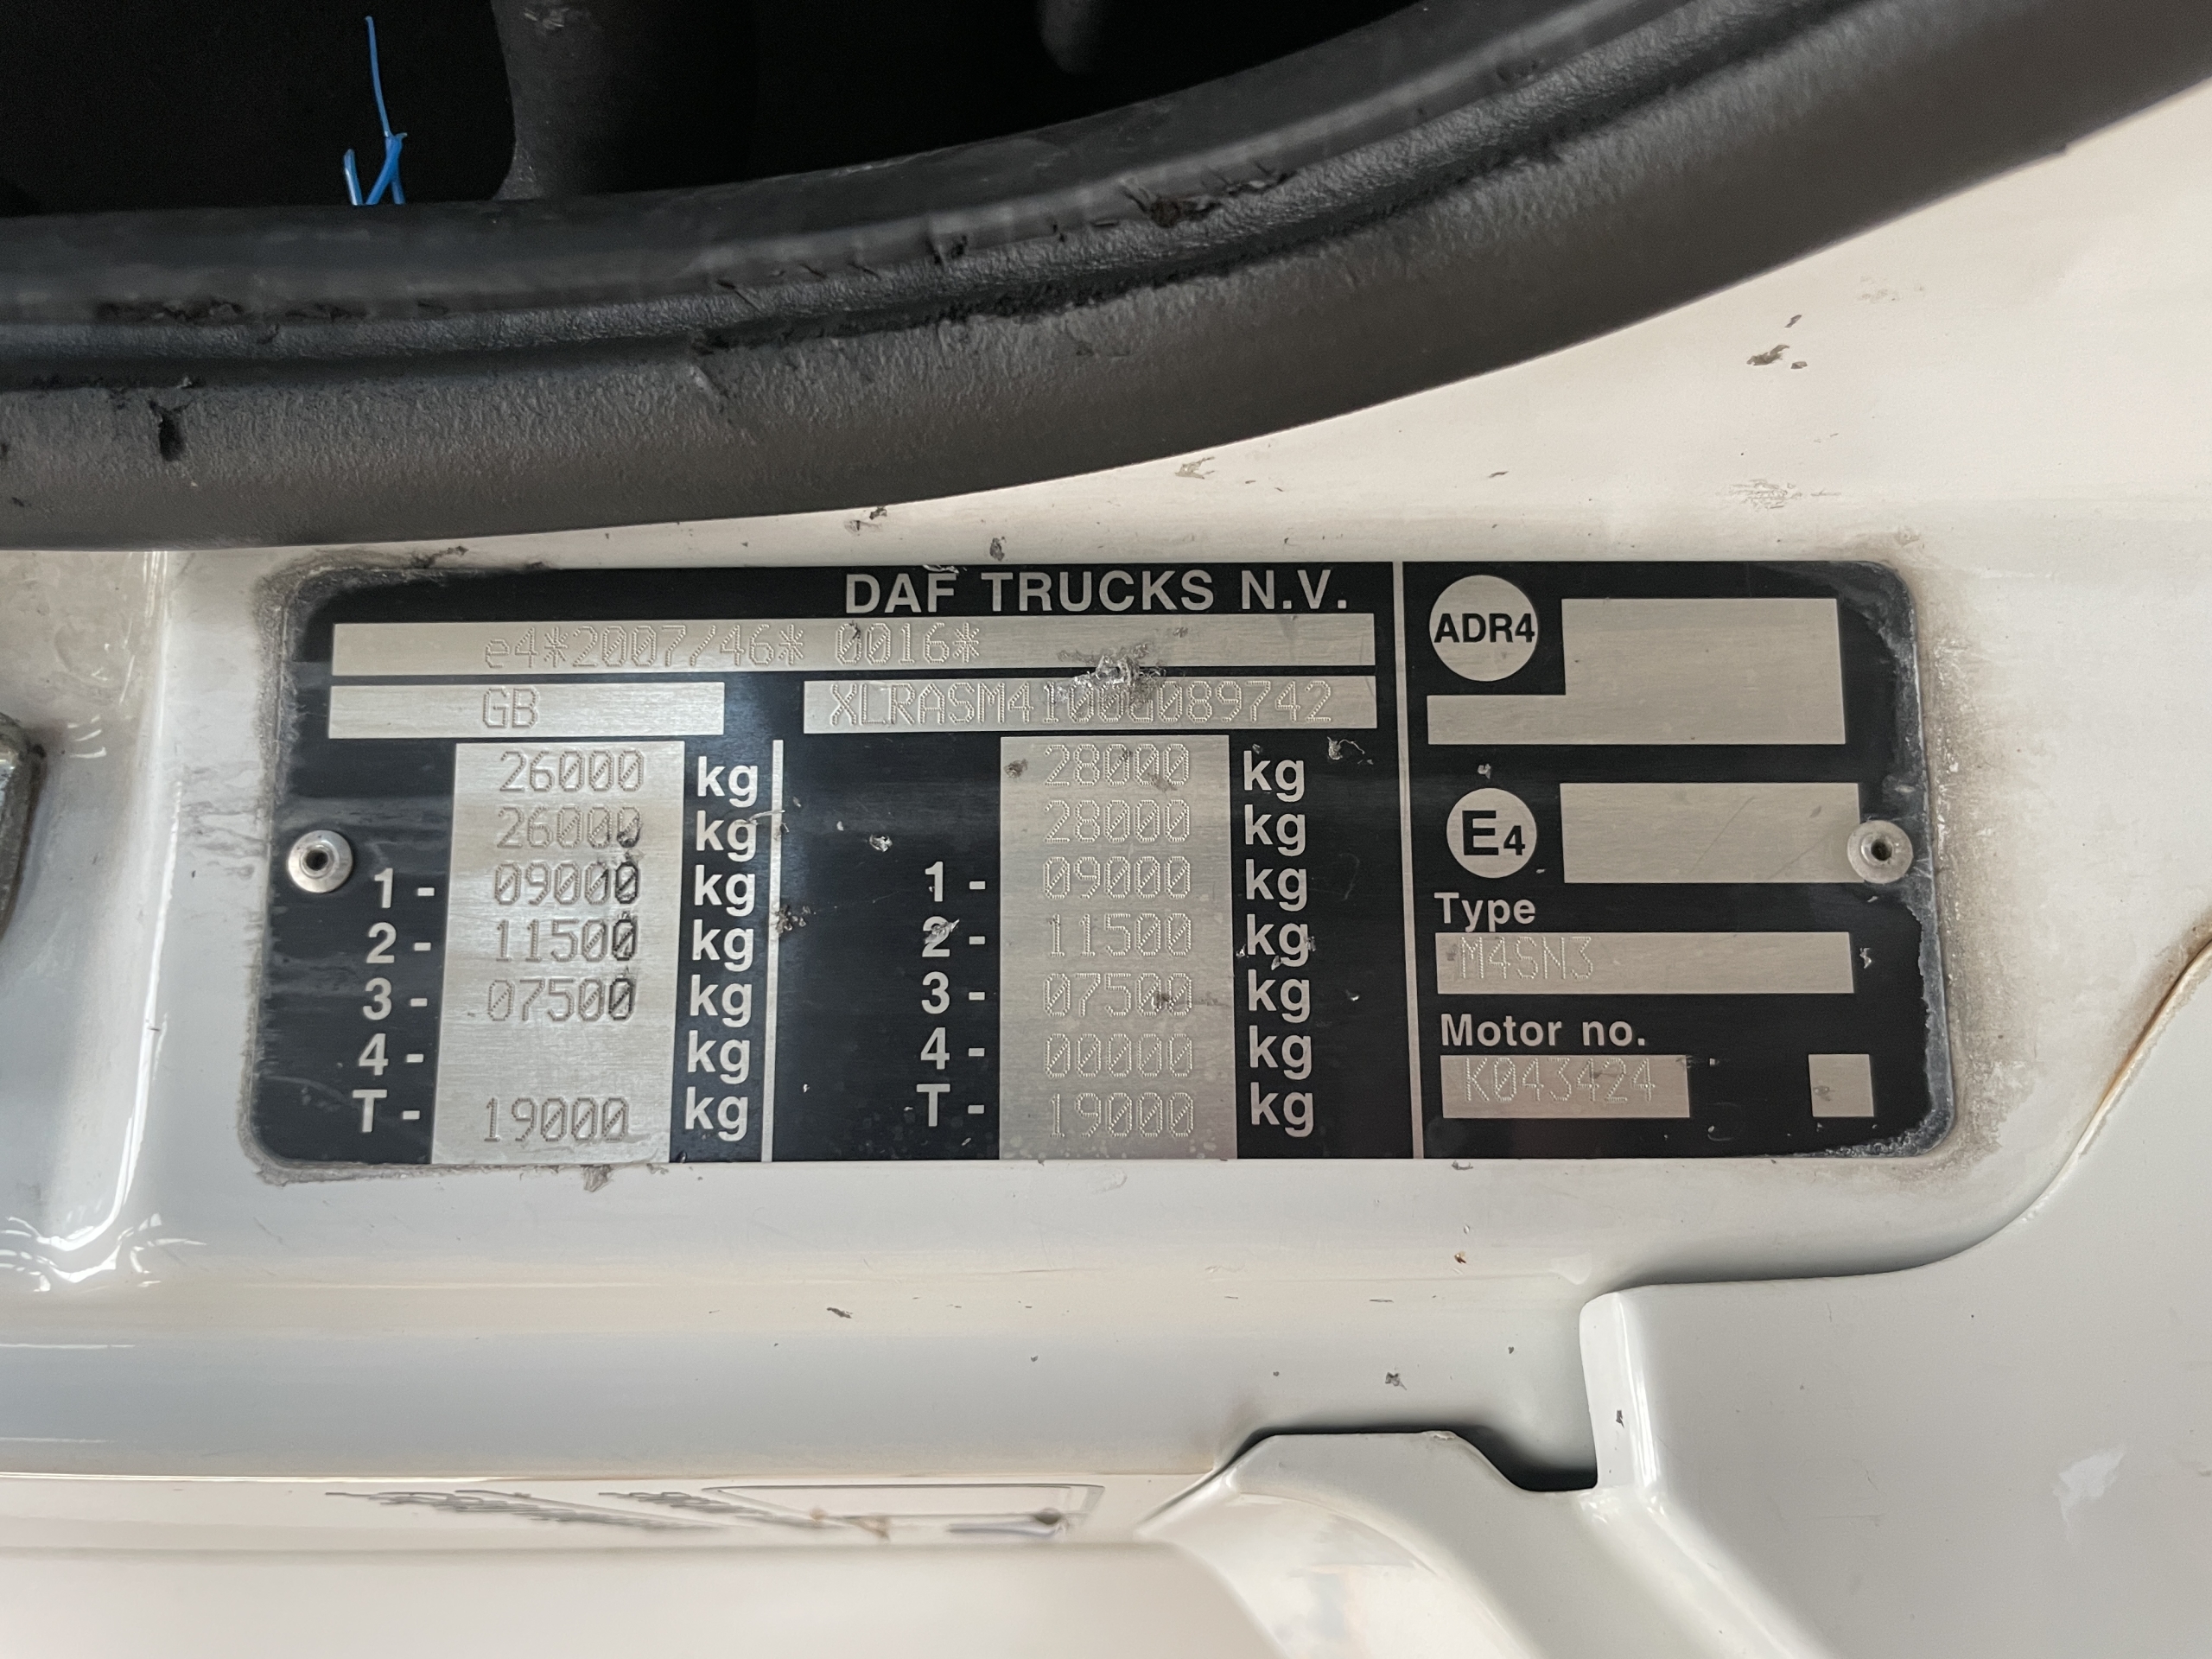 DAF TRUCKS N.V.
e4*2007/46* 0016*
GB XLRASM4100G089742
26000 kg 28000 kg
26000 kg 28000 kg
1 - 09000 kg 1 - 09000 kg
2 - 11500 kg 2 - 11500 kg
3 - 07500 kg 3 - 07500 kg
4 - kg 4 - 00000 kg
T - 19000 kg T - 19000 kg
ADR4
E4
Type
M4SN3
Motor no.
K043424